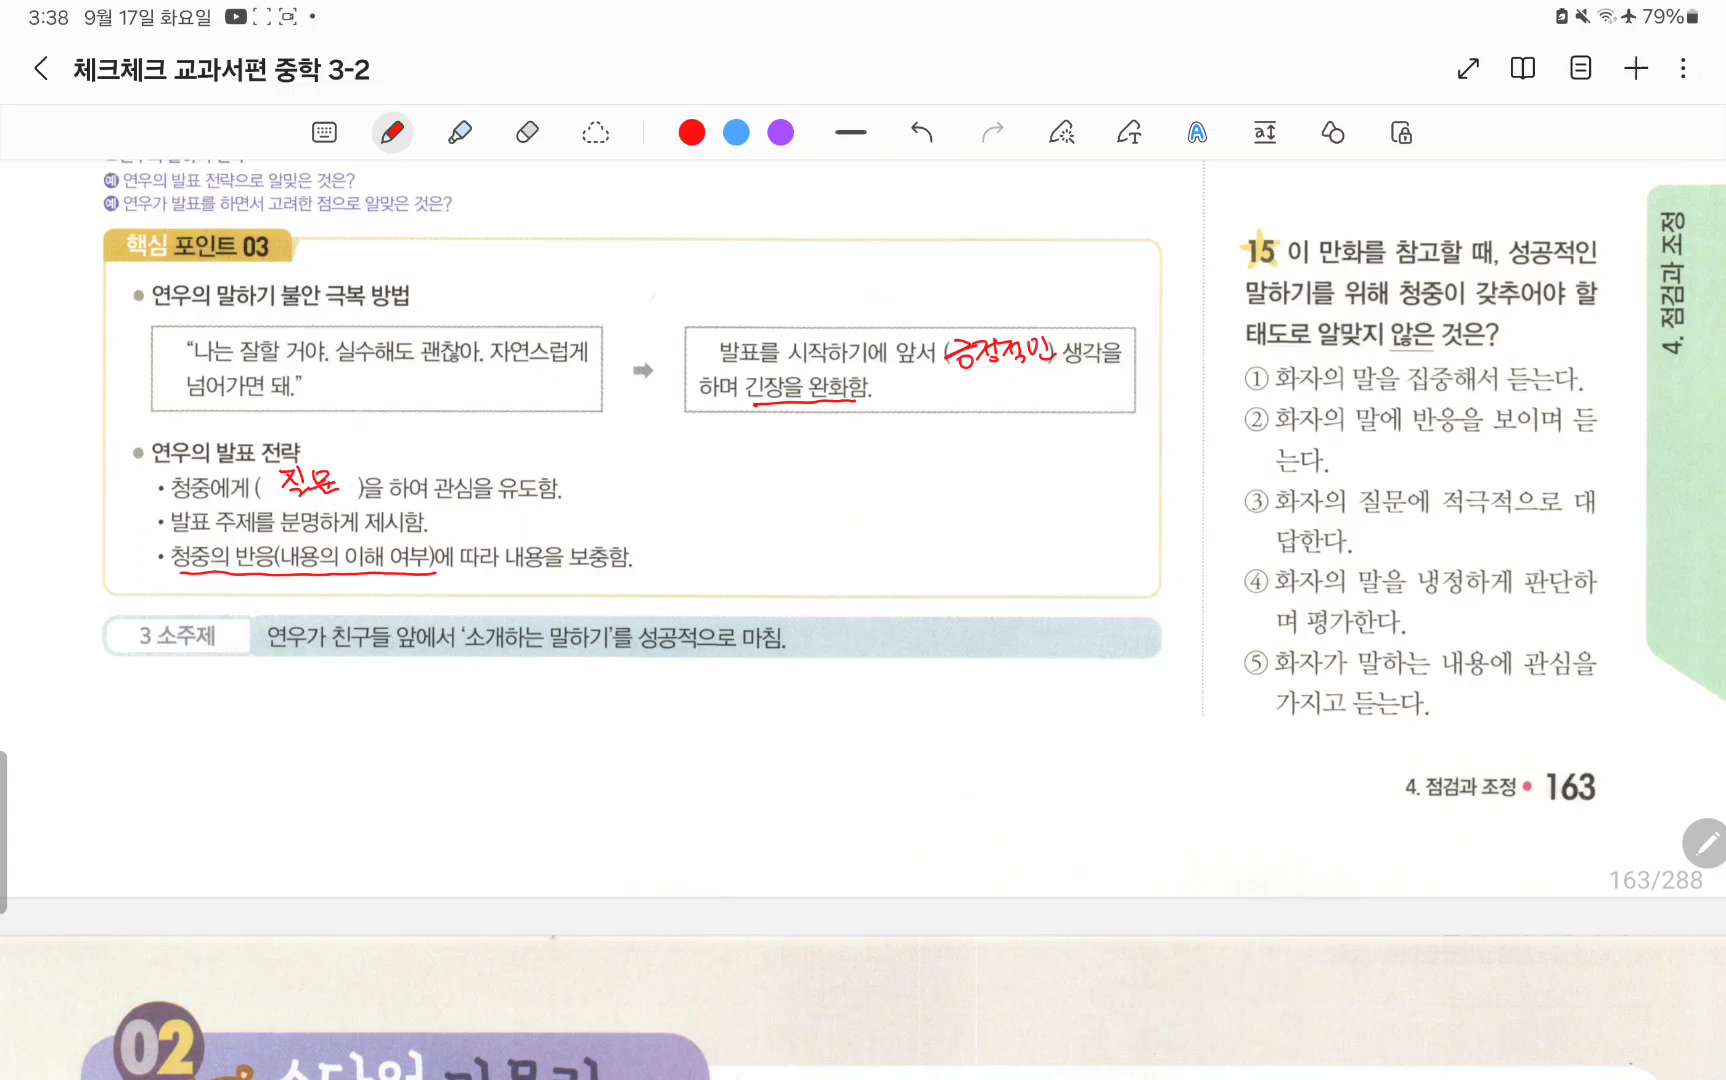 3:38 9월 17일 화요일
79%
체크체크 교과서편 중학 3-2
예 연우의 발표 전략으로 알맞은 것은?
예 연우가 발표를 하면서 고려한 점으로 알맞은 것은?
핵심 포인트 03
● 연우의 말하기 불안 극복 방법
“나는 잘할 거야. 실수해도 괜찮아. 자연스럽게
넘어가면 돼.”
발표를 시작하기에 앞서 (긍정적인) 생각을
하며 긴장을 완화함.
● 연우의 발표 전략
• 청중에게 ( 질문 )을 하여 관심을 유도함.
• 발표 주제를 분명하게 제시함.
• 청중의 반응(내용의 이해 여부)에 따라 내용을 보충함.
3 소주제 연우가 친구들 앞에서 ‘소개하는 말하기’를 성공적으로 마침.
15 이 만화를 참고할 때, 성공적인
말하기를 위해 청중이 갖추어야 할
태도로 알맞지 않은 것은?
① 화자의 말을 집중해서 듣는다.
② 화자의 말에 반응을 보이며 듣
는다.
③ 화자의 질문에 적극적으로 대
답한다.
④ 화자의 말을 냉정하게 판단하
며 평가한다.
⑤ 화자가 말하는 내용에 관심을
가지고 듣는다.
4. 점검과 조정
4. 점검과 조정 • 163
163/288
02